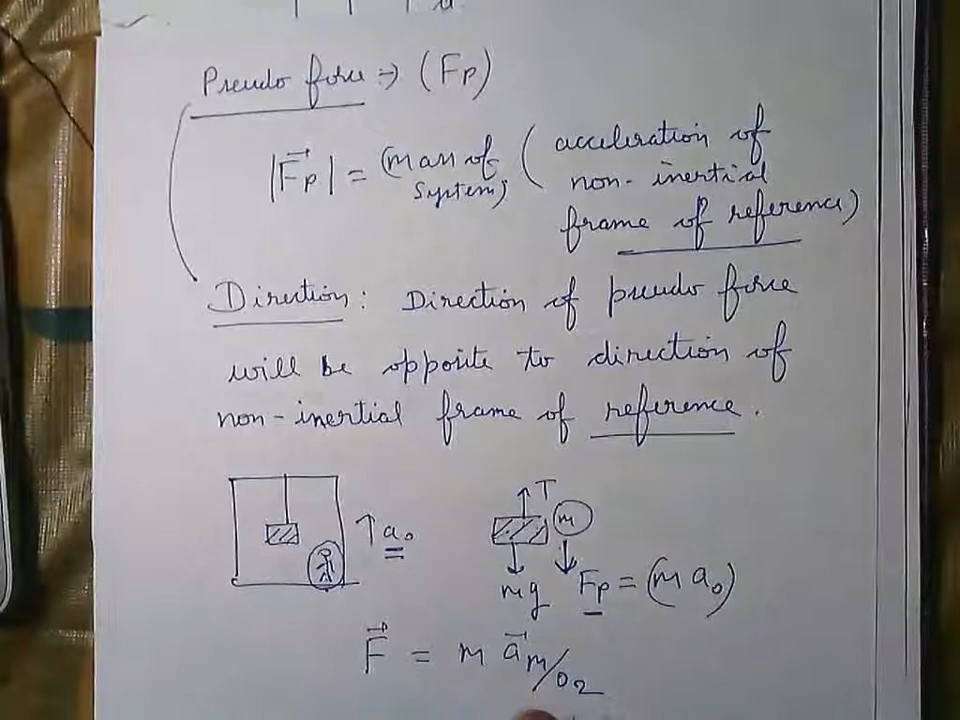 Pseudo force :→ (Fp)
|F⃗p| = (mass of system) (acceleration of non-inertial frame of reference)
Direction: Direction of pseudo force
will be opposite to direction of
non-inertial frame of reference.
↑a₀
T
m
mg
Fp = (m a₀)
F⃗ = m a⃗ m/o₂